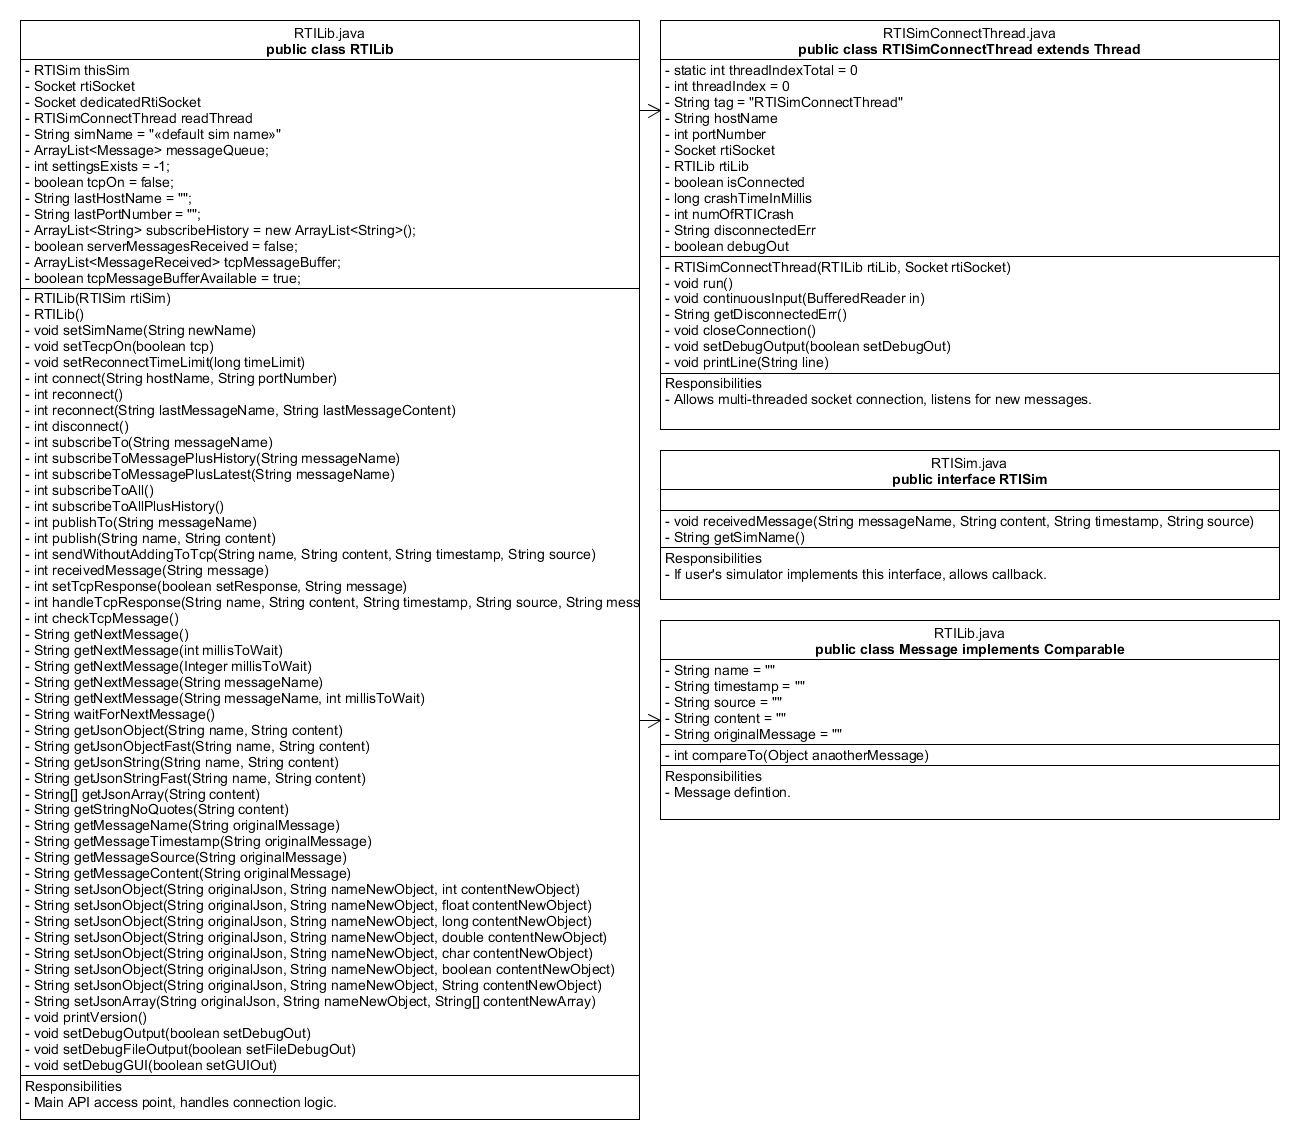 RTILib.java
public class RTILib
- RTISim thisSim
- Socket rtiSocket
- Socket dedicatedRtiSocket
- RTISimConnectThread readThread
- String simName = "«default sim name»"
- ArrayList<Message> messageQueue;
- int settingsExists = -1;
- boolean tcpOn = false;
- String lastHostName = "";
- String lastPortNumber = "";
- ArrayList<String> subscribeHistory = new ArrayList<String>();
- boolean serverMessagesReceived = false;
- ArrayList<MessageReceived> tcpMessageBuffer;
- boolean tcpMessageBufferAvailable = true;
- RTILib(RTISim rtiSim)
- RTILib()
- void setSimName(String newName)
- void setTecpOn(boolean tcp)
- void setReconnectTimeLimit(long timeLimit)
- int connect(String hostName, String portNumber)
- int reconnect()
- int reconnect(String lastMessageName, String lastMessageContent)
- int disconnect()
- int subscribeTo(String messageName)
- int subscribeToMessagePlusHistory(String messageName)
- int subscribeToMessagePlusLatest(String messageName)
- int subscribeToAll()
- int subscribeToAllPlusHistory()
- int publishTo(String messageName)
- int publish(String name, String content)
- int sendWithoutAddingToTcp(String name, String content, String timestamp, String source)
- int receivedMessage(String message)
- int setTcpResponse(boolean setResponse, String message)
- int handleTcpResponse(String name, String content, String timestamp, String source, String mess
- int checkTcpMessage()
- String getNextMessage()
- String getNextMessage(int millisToWait)
- String getNextMessage(Integer millisToWait)
- String getNextMessage(String messageName)
- String getNextMessage(String messageName, int millisToWait)
- String waitForNextMessage()
- String getJsonObject(String name, String content)
- String getJsonObjectFast(String name, String content)
- String getJsonString(String name, String content)
- String getJsonStringFast(String name, String content)
- String[] getJsonArray(String content)
- String getStringNoQuotes(String content)
- String getMessageName(String originalMessage)
- String getMessageTimestamp(String originalMessage)
- String getMessageSource(String originalMessage)
- String getMessageContent(String originalMessage)
- String setJsonObject(String originalJson, String nameNewObject, int contentNewObject)
- String setJsonObject(String originalJson, String nameNewObject, float contentNewObject)
- String setJsonObject(String originalJson, String nameNewObject, long contentNewObject)
- String setJsonObject(String originalJson, String nameNewObject, double contentNewObject)
- String setJsonObject(String originalJson, String nameNewObject, char contentNewObject)
- String setJsonObject(String originalJson, String nameNewObject, boolean contentNewObject)
- String setJsonObject(String originalJson, String nameNewObject, String contentNewObject)
- String setJsonArray(String originalJson, String nameNewObject, String[] contentNewArray)
- void printVersion()
- void setDebugOutput(boolean setDebugOut)
- void setDebugFileOutput(boolean setFileDebugOut)
- void setDebugGUI(boolean setGUIOut)
Responsibilities
- Main API access point, handles connection logic.
RTISimConnectThread.java
public class RTISimConnectThread extends Thread
- static int threadIndexTotal = 0
- int threadIndex = 0
- String tag = "RTISimConnectThread"
- String hostName
- int portNumber
- Socket rtiSocket
- RTILib rtiLib
- boolean isConnected
- long crashTimeInMillis
- int numOfRTICrash
- String disconnectedErr
- boolean debugOut
- RTISimConnectThread(RTILib rtiLib, Socket rtiSocket)
- void run()
- void continuousInput(BufferedReader in)
- String getDisconnectedErr()
- void closeConnection()
- void setDebugOutput(boolean setDebugOut)
- void printLine(String line)
Responsibilities
- Allows multi-threaded socket connection, listens for new messages.
RTISim.java
public interface RTISim
- void receivedMessage(String messageName, String content, String timestamp, String source)
- String getSimName()
Responsibilities
- If user's simulator implements this interface, allows callback.
RTILib.java
public class Message implements Comparable
- String name = ""
- String timestamp = ""
- String source = ""
- String content = ""
- String originalMessage = ""
- int compareTo(Object anaotherMessage)
Responsibilities
- Message defintion.